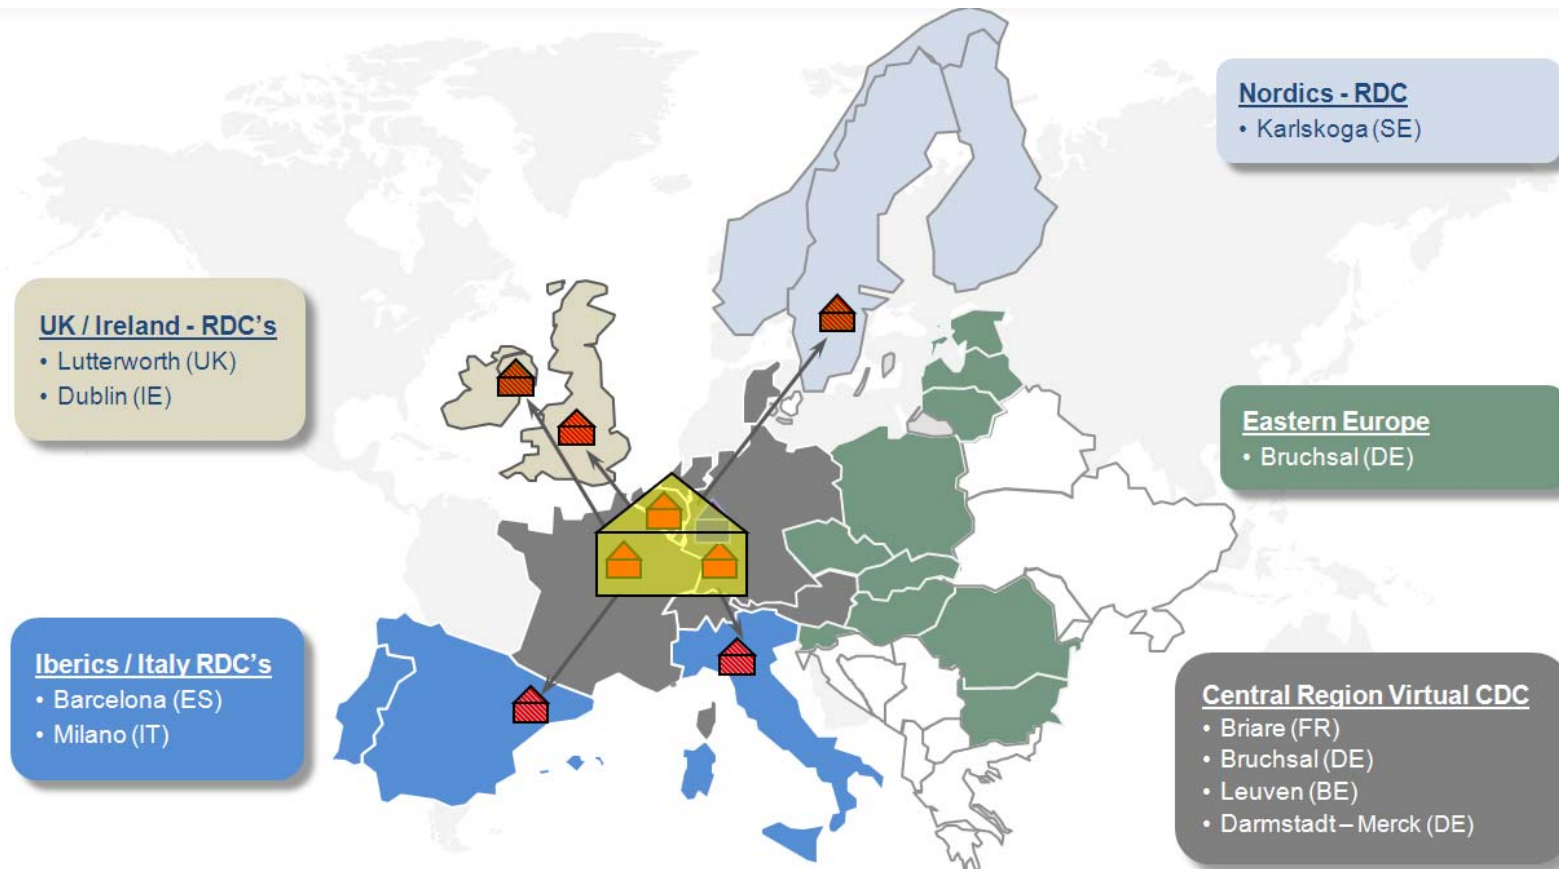 Nordics - RDC
• Karlskoga (SE)
UK / Ireland - RDC's
• Lutterworth (UK)
• Dublin (IE)
Eastern Europe
• Bruchsal (DE)
Iberics / Italy RDC's
• Barcelona (ES)
• Milano (IT)
Central Region Virtual CDC
• Briare (FR)
• Bruchsal (DE)
• Leuven (BE)
• Darmstadt – Merck (DE)